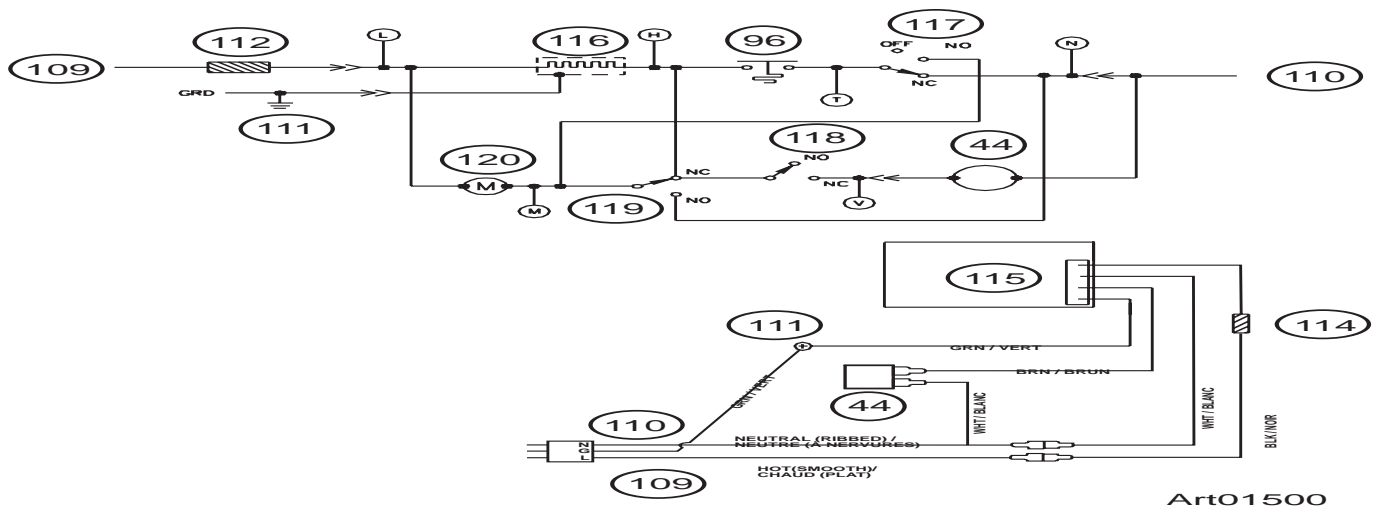 112
L
116
H
96
117
OFF
NO
N
109
110
GRD
NC
T
111
118
120
NO
44
M
NC
NC
M
119
NO
V
115
111
114
GRN / VERT
BRN / BRUN
GRN/VERT
44
WHT / BLANC
WHT / BLANC
BLK / NOIR
110
N
G
L
NEUTRAL (RIBBED) /
NEUTRE (À NERVURES)
HOT(SMOOTH)/
CHAUD (PLAT)
109
Art01500